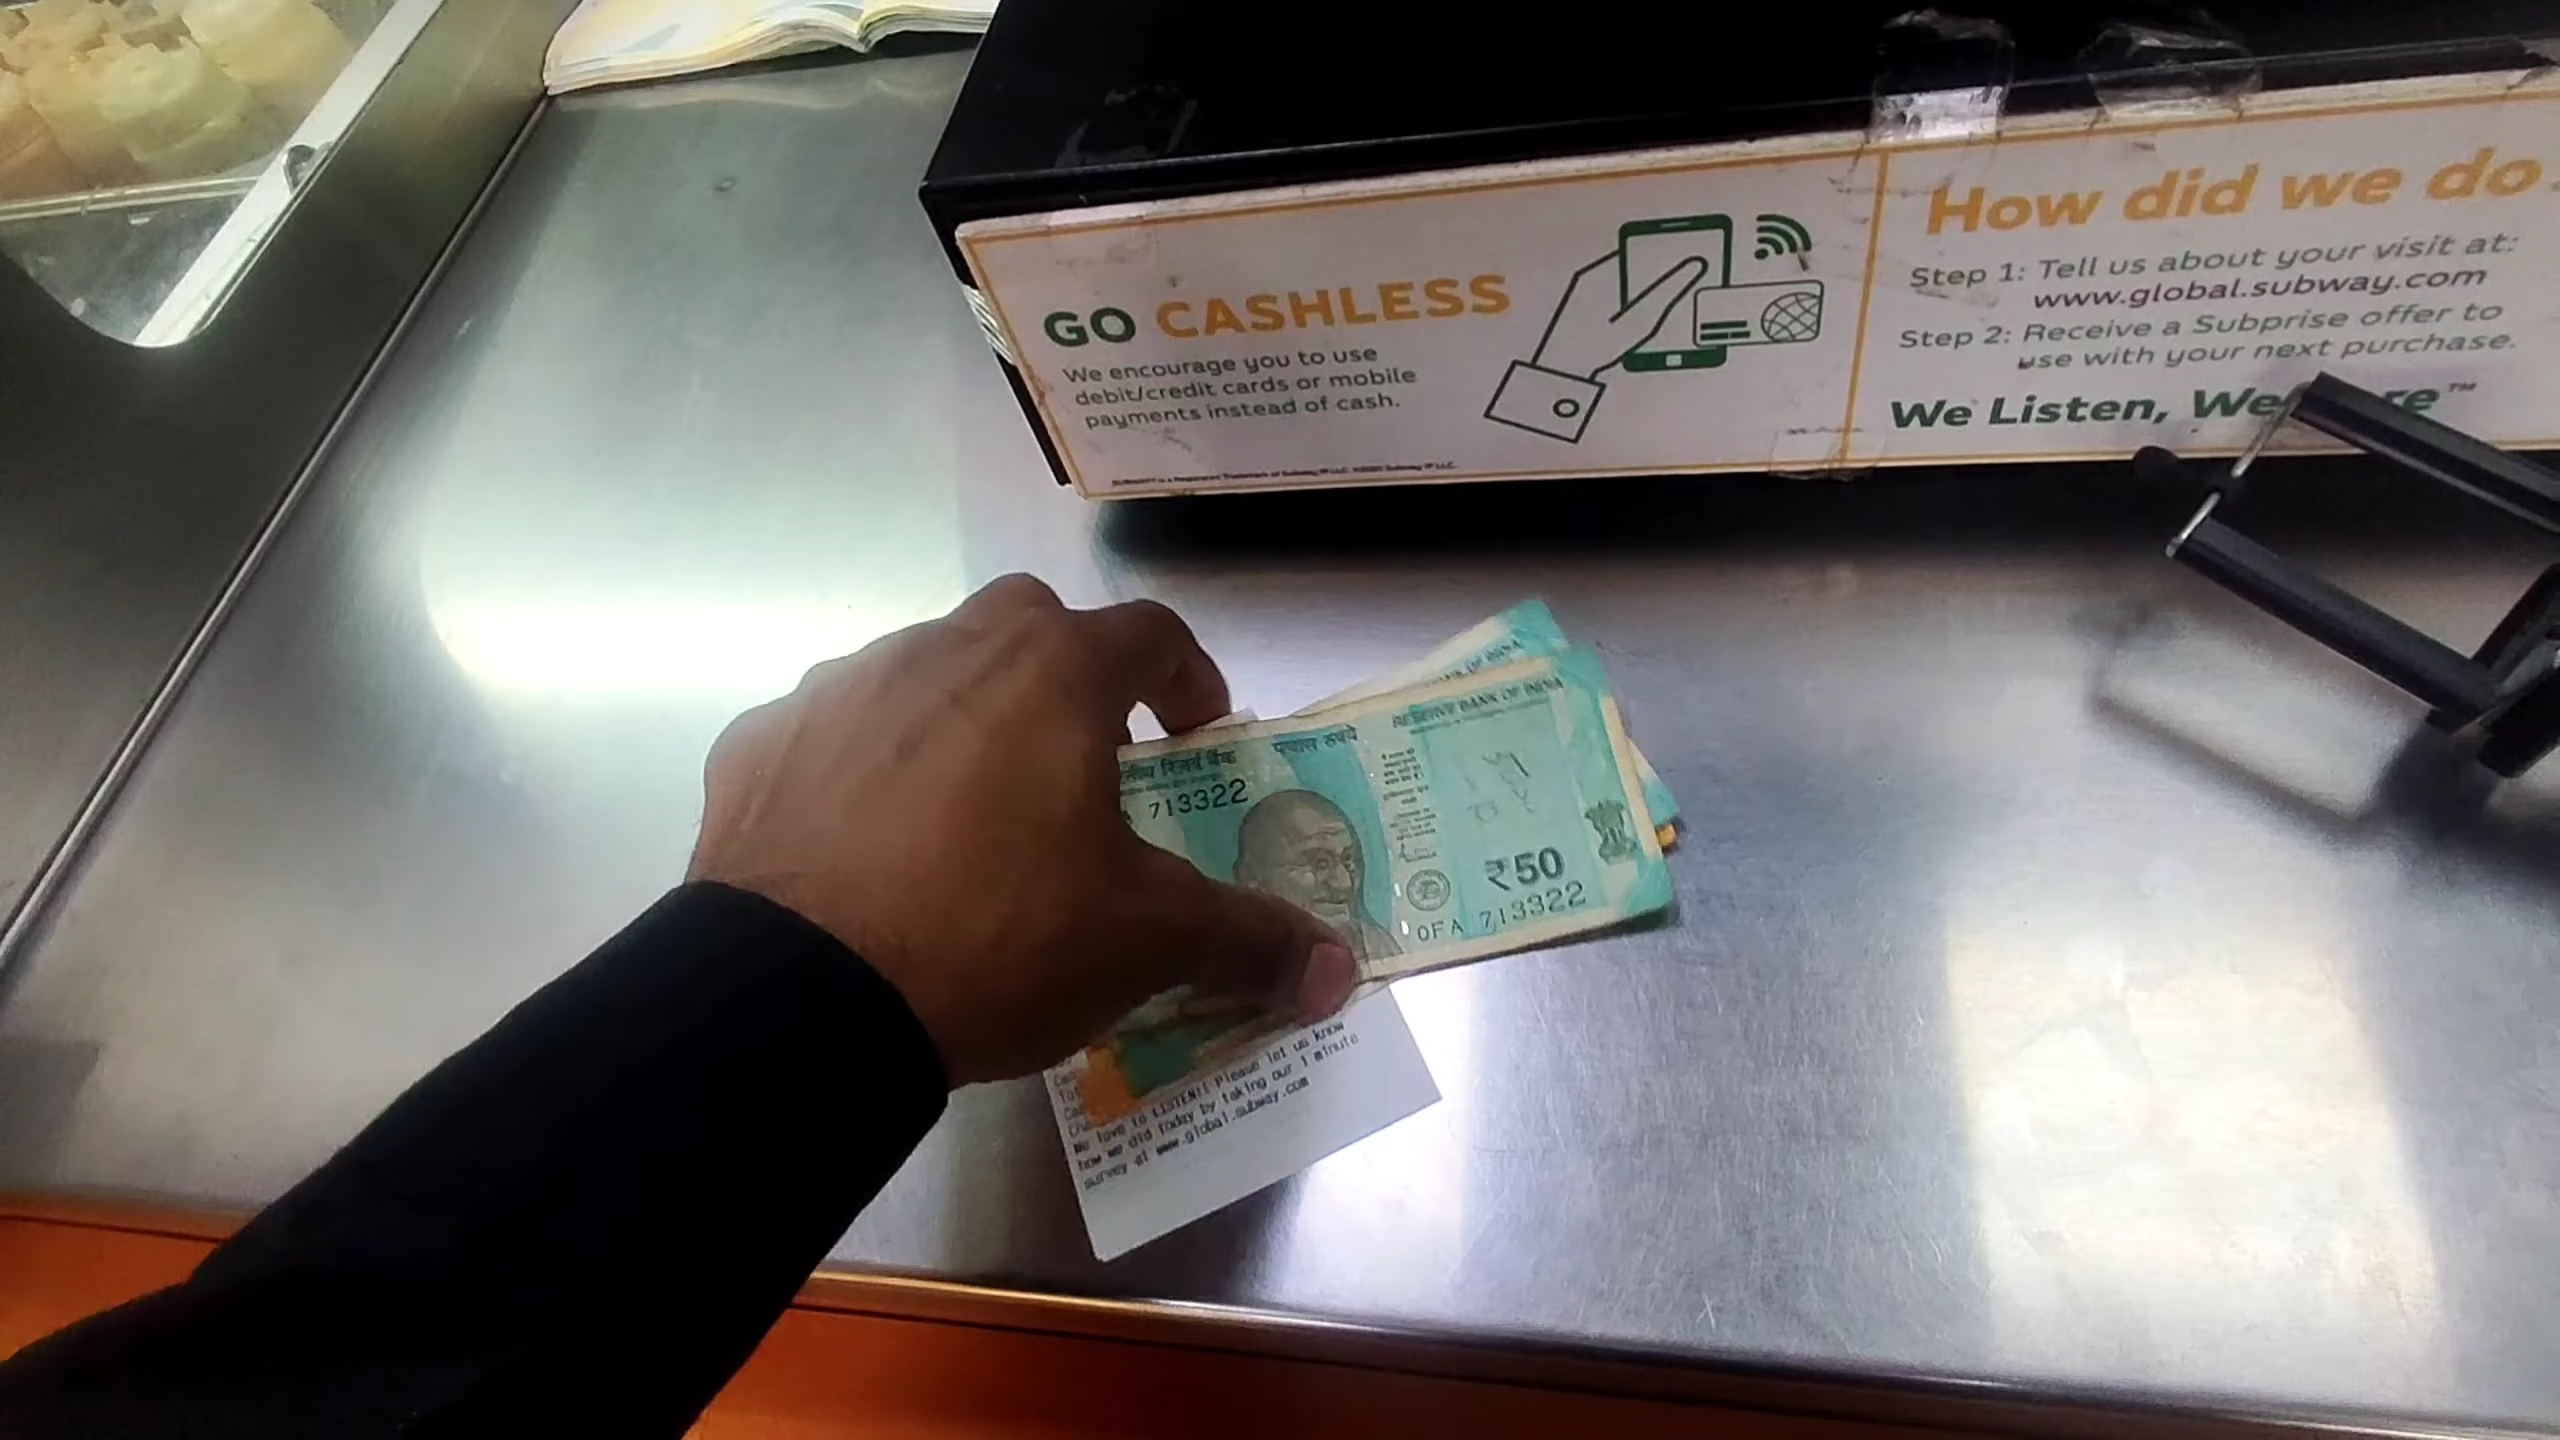 GO CASHLESS
We encourage you to use
debit/credit cards or mobile
payments instead of cash.
How did we do
Step 1: Tell us about your visit at:
www.global.subway.com
Step 2: Receive a Subprise offer to
use with your next purchase.
We Listen, We
TM
OF INDIA
रिज़र्व बैंक
पचास रुपये
RESERVE BANK OF INDIA
713322
₹50
0FA 713322
let us know
We love to LISTEN!! Please
how we did today by taking our 1 minute
survey at www.global.subway.com